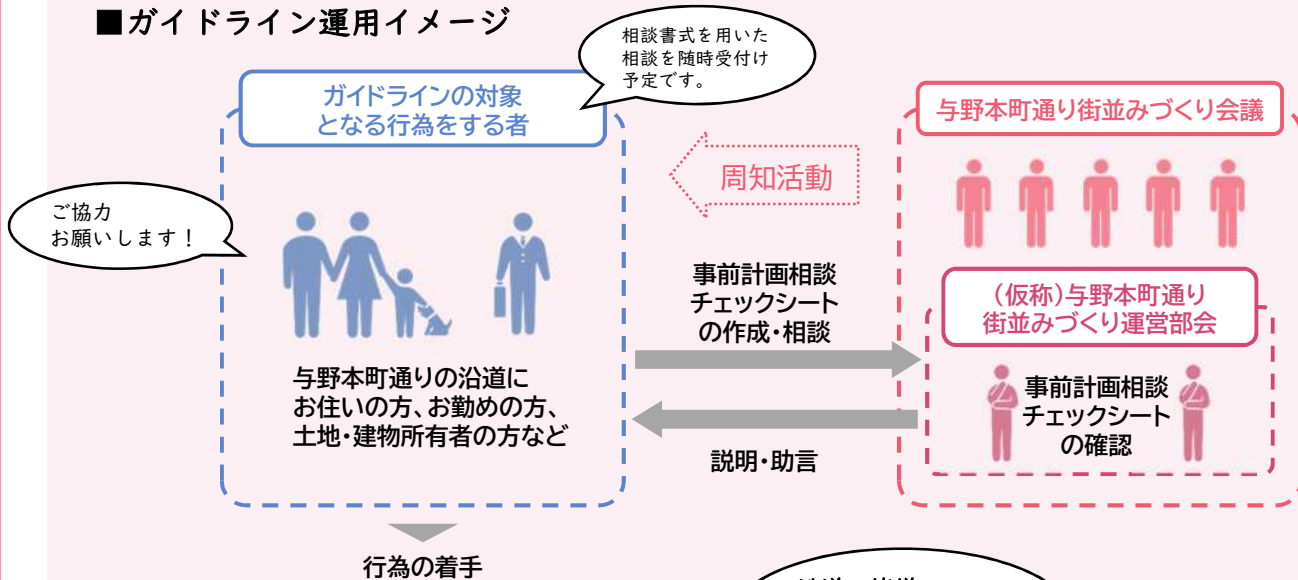 ■ガイドライン運用イメージ
相談書式を用いた
相談を随時受付け
予定です。
ガイドラインの対象
となる行為をする者
与野本町通り街並みづくり会議
周知活動
ご協力
お願いします！
事前計画相談
チェックシート
の作成・相談
（仮称）与野本町通り
街並みづくり運営部会
与野本町通りの沿道に
お住いの方、お勤めの方、
土地・建物所有者の方など
事前計画相談
チェックシート
の確認
説明・助言
行為の着手